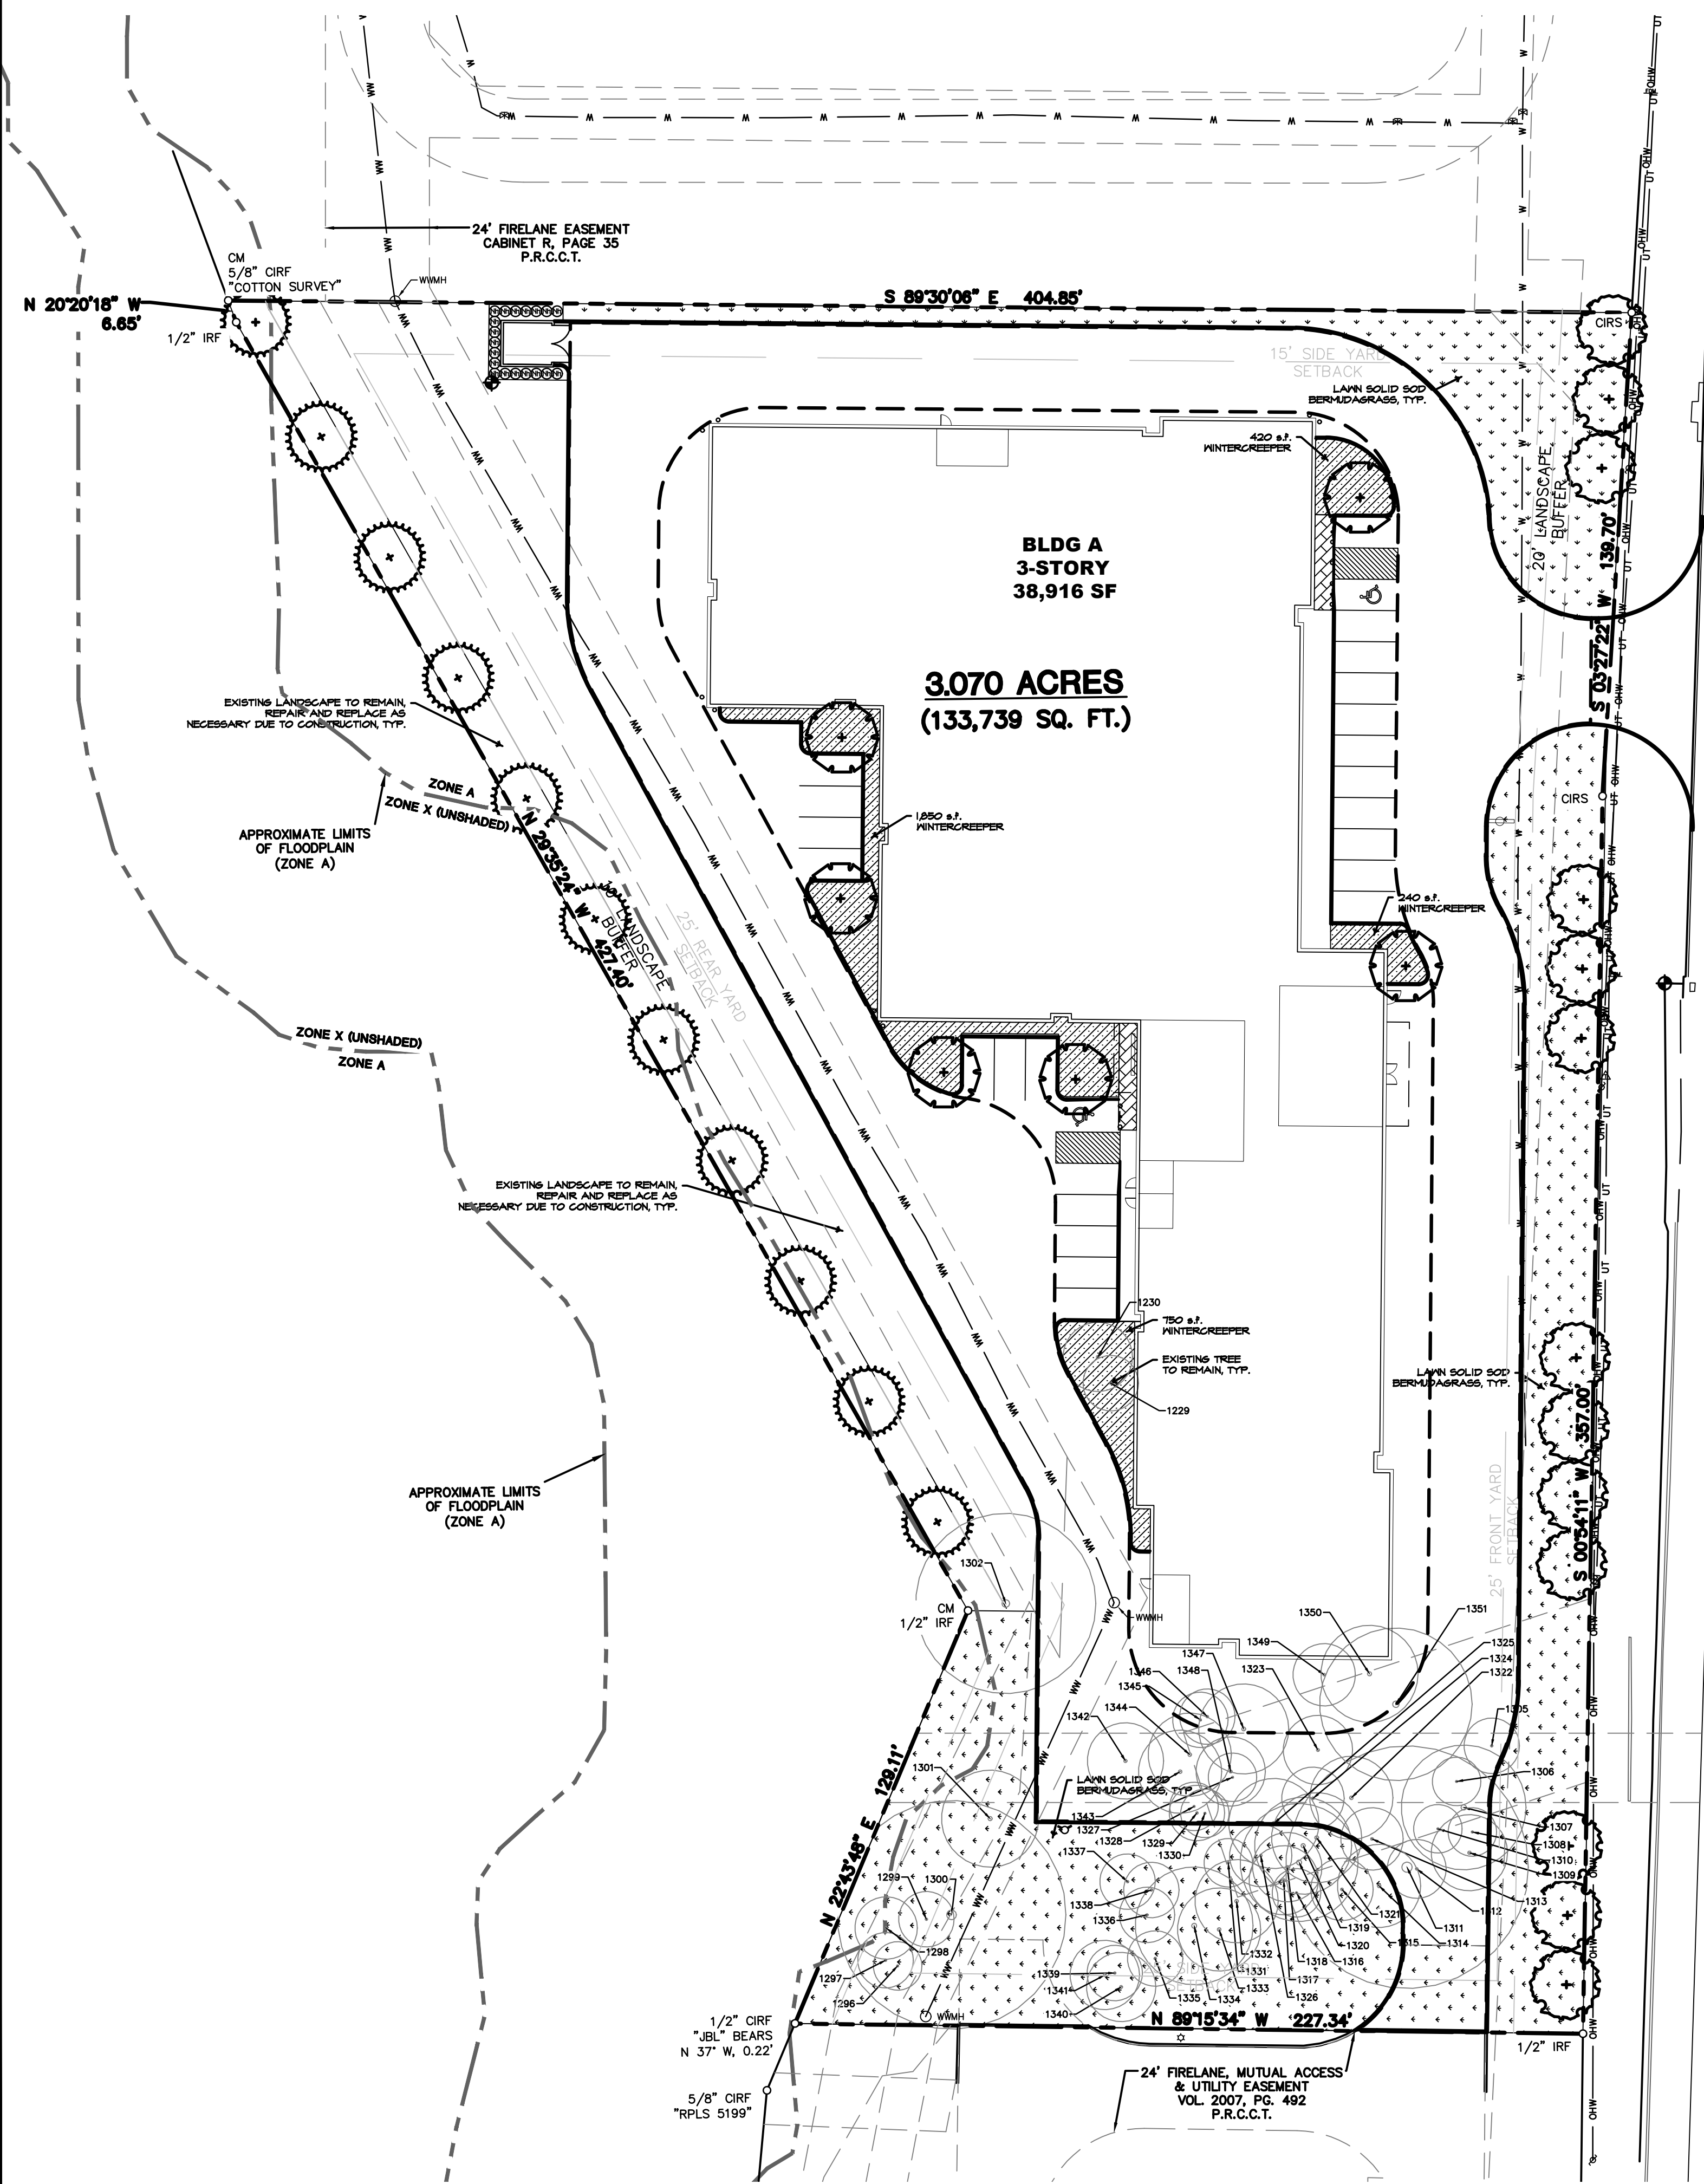 24' FIRELANE EASEMENT
CABINET R, PAGE 35
P.R.C.C.T.
CM
5/8" CIRF
"COTTON SURVEY"
WWMH
N 20°20'18" W
6.65'
1/2" IRF
S 89°30'06" E 404.85'
CIRS
15' SIDE YARD
SETBACK
LAWN SOLID SOD
BERMUDAGRASS, TYP.
420 s.f.
WINTERCREEPER
20' LANDSCAPE
BUFFER
S 03°27'22" W 139.70'
BLDG A
3-STORY
38,916 SF
3.070 ACRES
(133,739 SQ. FT.)
EXISTING LANDSCAPE TO REMAIN,
REPAIR AND REPLACE AS
NECESSARY DUE TO CONSTRUCTION, TYP.
ZONE A
ZONE X (UNSHADED)
APPROXIMATE LIMITS
OF FLOODPLAIN
(ZONE A)
1,850 s.f.
WINTERCREEPER
CIRS
N 29°35'24" W 427.40'
10' LANDSCAPE
BUFFER
25' REAR YARD
SETBACK
240 s.f.
WINTERCREEPER
ZONE X (UNSHADED)
ZONE A
EXISTING LANDSCAPE TO REMAIN,
REPAIR AND REPLACE AS
NECESSARY DUE TO CONSTRUCTION, TYP.
1230
750 s.f.
WINTERCREEPER
EXISTING TREE
TO REMAIN, TYP.
1229
LAWN SOLID SOD
BERMUDAGRASS, TYP.
S 00°54'11" W 357.00'
25' FRONT YARD
SETBACK
APPROXIMATE LIMITS
OF FLOODPLAIN
(ZONE A)
1302
CM
1/2" IRF
WWMH
1350
1351
1349
1325
1347
1324
1346
1348
1323
1322
1345
1344
1305
1342
1301
1306
LAWN SOLID SOD
BERMUDAGRASS, TYP.
1343
1327
1328
1329
1330
1307
1308
1310
1309
1337
1299
1300
1338
1336
1313
1312
1321
1319
1311
1320
1315
1314
1298
1332
1318
1316
1297
1339
1331
1317
1341
1333
1296
1335
1334
1326
1340
N 22°43'48" E 129.11'
WWMH
N 89°15'34" W 227.34'
1/2" CIRF
"JBL" BEARS
N 37° W, 0.22'
1/2" IRF
5/8" CIRF
"RPLS 5199"
24' FIRELANE, MUTUAL ACCESS
& UTILITY EASEMENT
VOL. 2007, PG. 492
P.R.C.C.T.